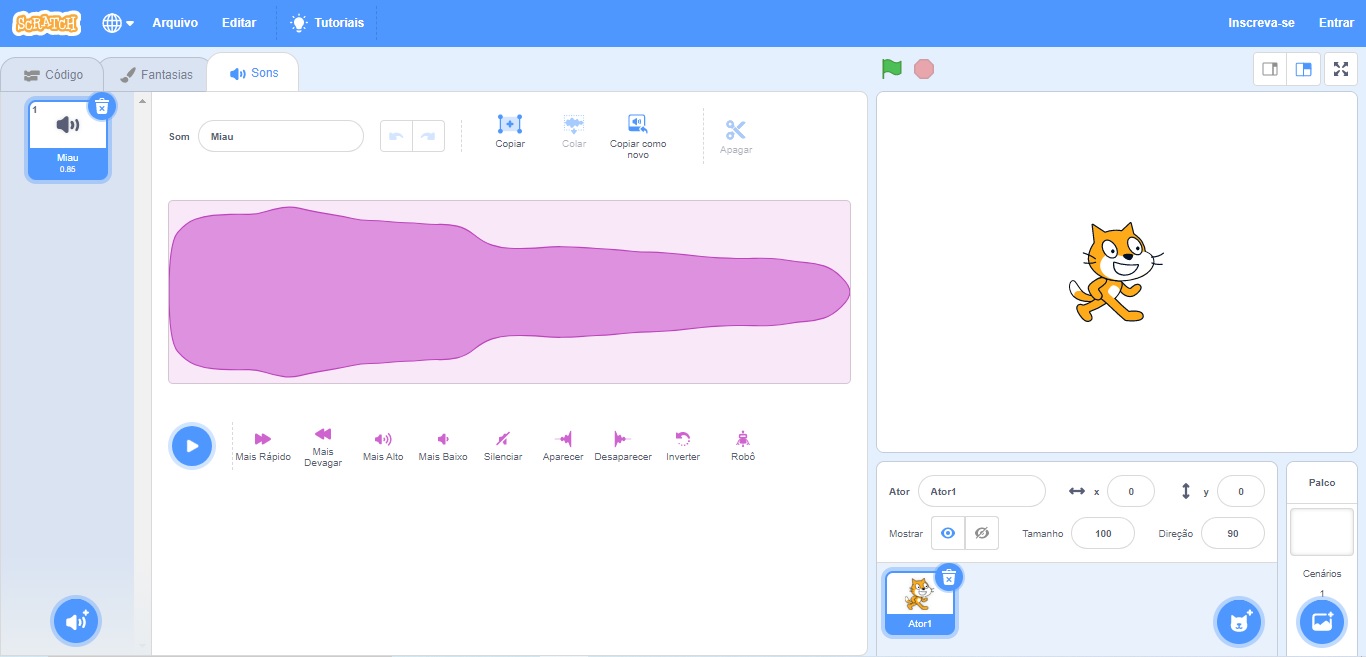 SCRATCH
Arquivo
Editar
Tutoriais
Inscreva-se
Entrar
Código
Fantasias
Sons
1
Miau
0.85
Som
Miau
Copiar
Colar
Copiar como
novo
Apagar
Mais Rápido
Mais
Devagar
Mais Alto
Mais Baixo
Silenciar
Aparecer
Desaparecer
Inverter
Robô
Ator
Ator1
x
0
y
0
Mostrar
Tamanho
100
Direção
90
Ator1
Palco
Cenários
1